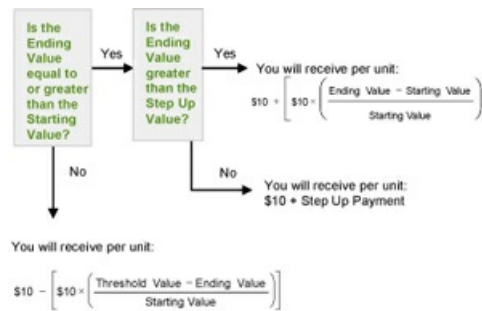 Is the
Ending
Value
equal to
or greater
than the
Starting
Value?
Yes
Is the
Ending
Value
greater
than the
Step Up
Value?
Yes
You will receive per unit:
$10 + [ $10 × ( Ending Value − Starting Value
Starting Value )
No
You will receive per unit:
$10 + Step Up Payment
No
You will receive per unit:
$10 − [ $10 × ( Threshold Value − Ending Value
Starting Value ) ]